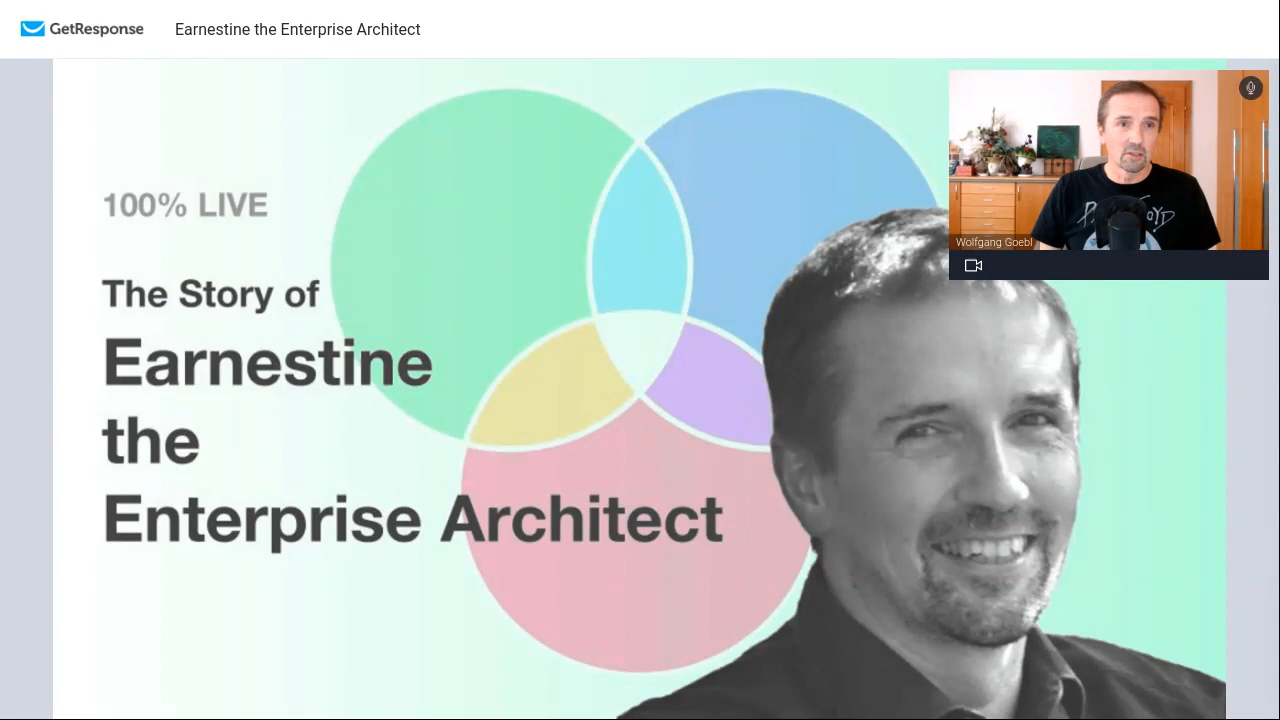 GetResponse
Earnestine the Enterprise Architect
100% LIVE
The Story of
Earnestine
the
Enterprise Architect
Wolfgang Goebl